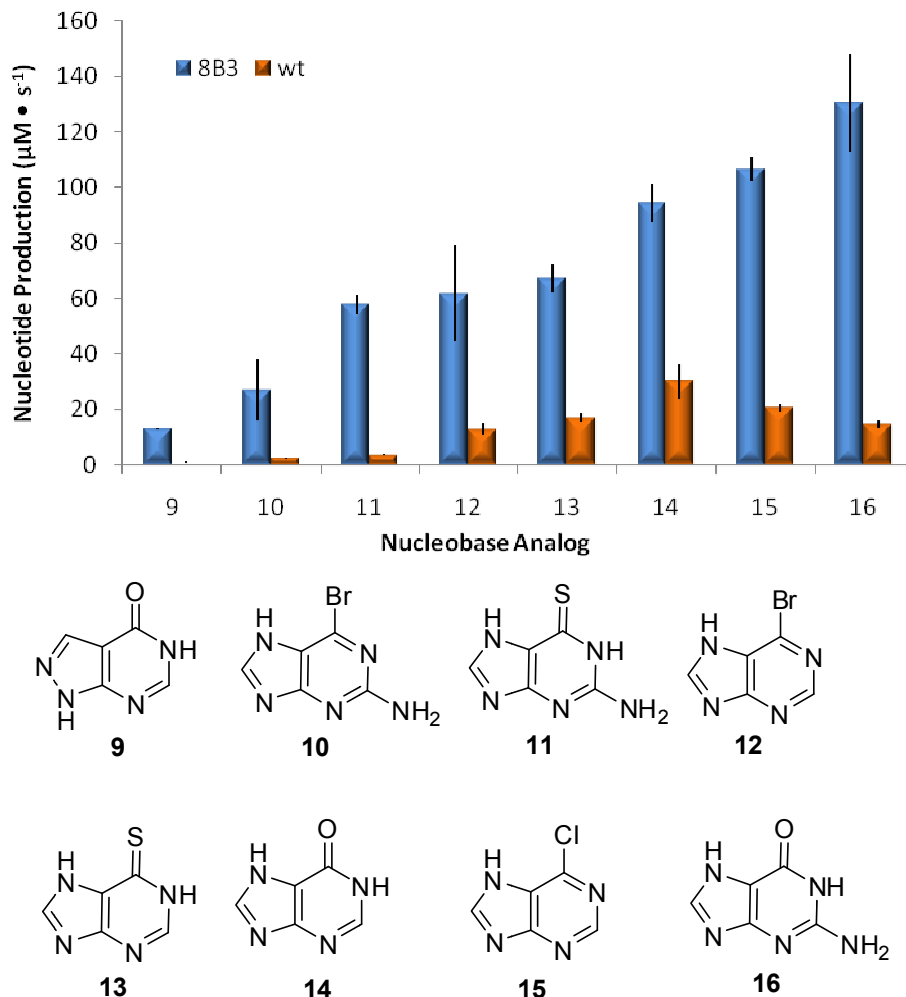 Nucleotide Production (µM • s⁻¹)
160
140
120
100
80
60
40
20
0
8B3 wt
9 10 11 12 13 14 15 16
Nucleobase Analog
O
N
N
H
NH
N
9
H
N
N
Br
N
N
NH₂
10
H
N
N
S
NH
N
NH₂
11
H
N
N
Br
N
N
12
H
N
N
S
NH
N
13
H
N
N
O
NH
N
14
H
N
N
Cl
N
N
15
H
N
N
O
NH
N
NH₂
16